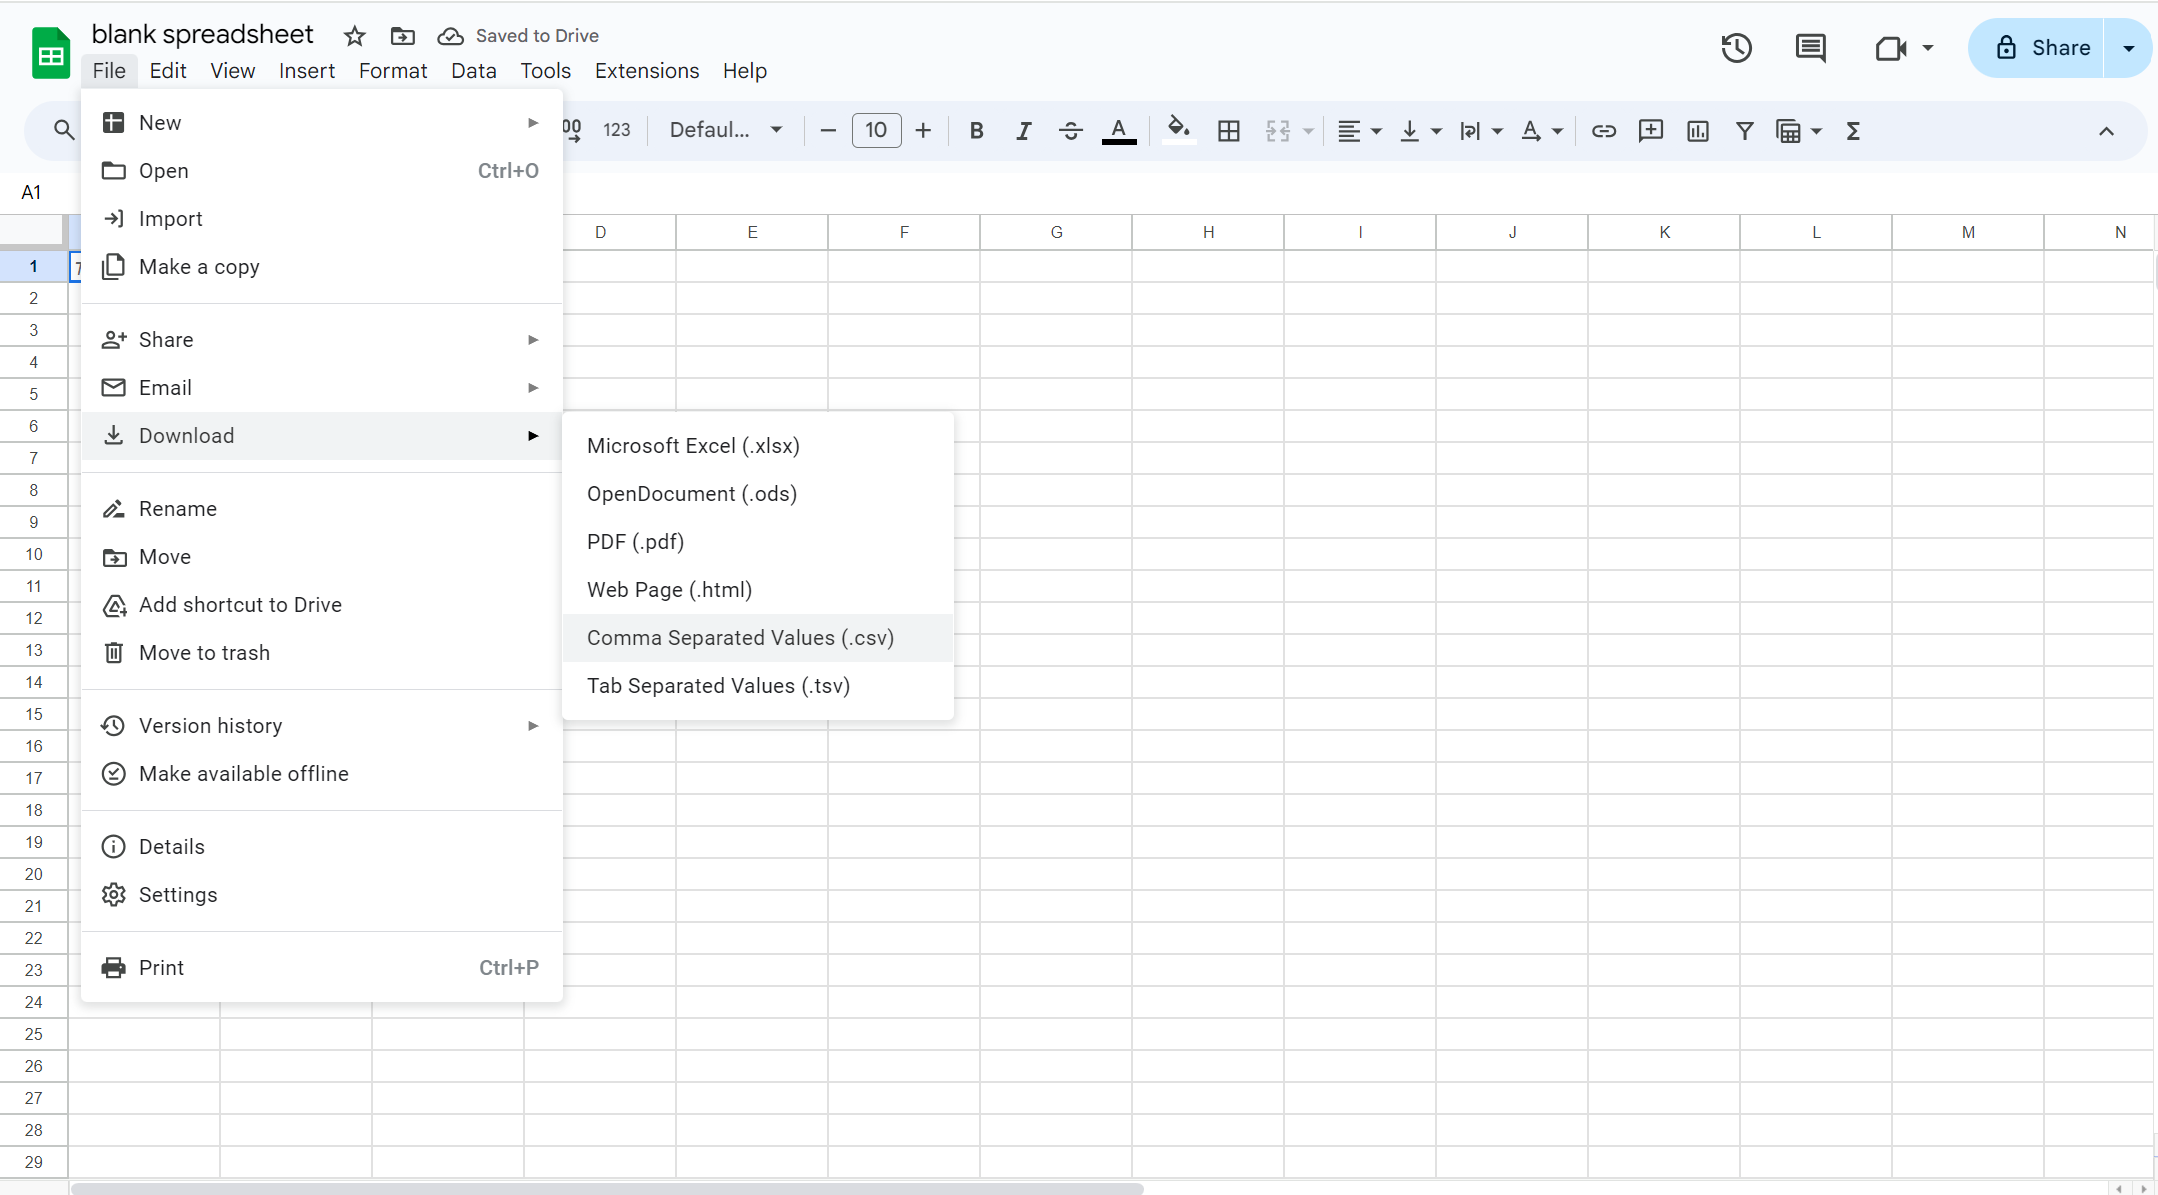 blank spreadsheet Saved to Drive
File Edit View Insert Format Data Tools Extensions Help
Share
123 Defaul... 10 B I S A
A1
D E F G H I J K L M N
New
Open Ctrl+O
Import
Make a copy
Share
Email
Download
Rename
Move
Add shortcut to Drive
Move to trash
Version history
Make available offline
Details
Settings
Print Ctrl+P
Microsoft Excel (.xlsx)
OpenDocument (.ods)
PDF (.pdf)
Web Page (.html)
Comma Separated Values (.csv)
Tab Separated Values (.tsv)
1
2
3
4
5
6
7
8
9
10
11
12
13
14
15
16
17
18
19
20
21
22
23
24
25
26
27
28
29